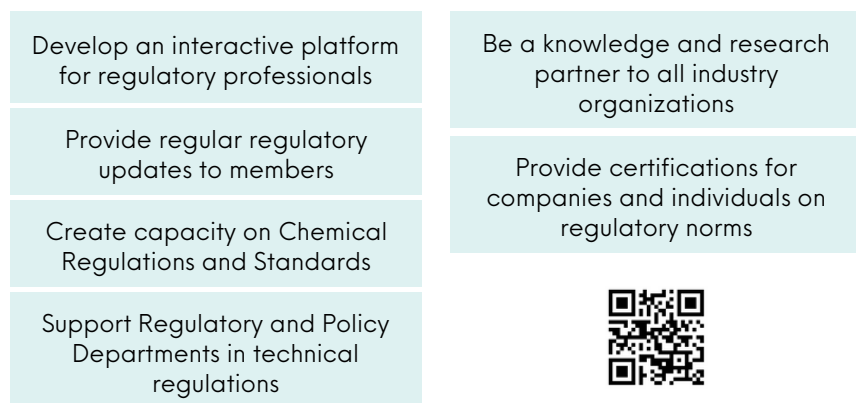 Develop an interactive platform
for regulatory professionals
Provide regular regulatory
updates to members
Create capacity on Chemical
Regulations and Standards
Support Regulatory and Policy
Departments in technical
regulations
Be a knowledge and research
partner to all industry
organizations
Provide certifications for
companies and individuals on
regulatory norms